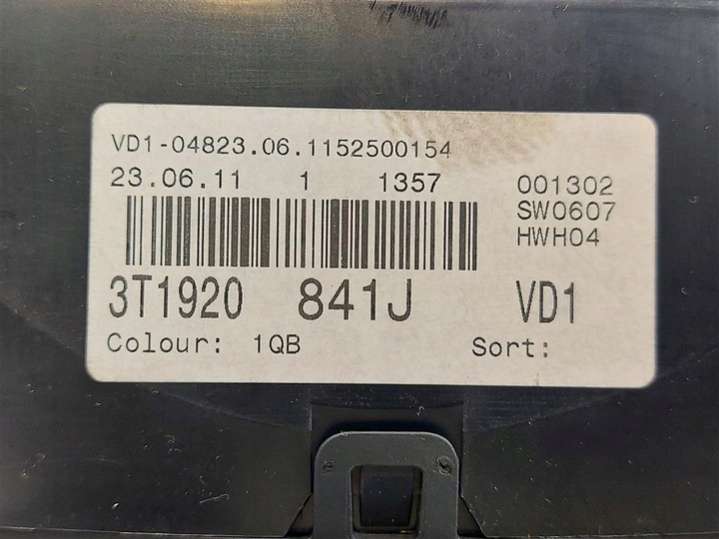 VD1-04823.06.1152500154
23.06.11 1 1357 001302
SW0607
HWH04
3T1920 841J VD1
Colour: 1QB Sort: